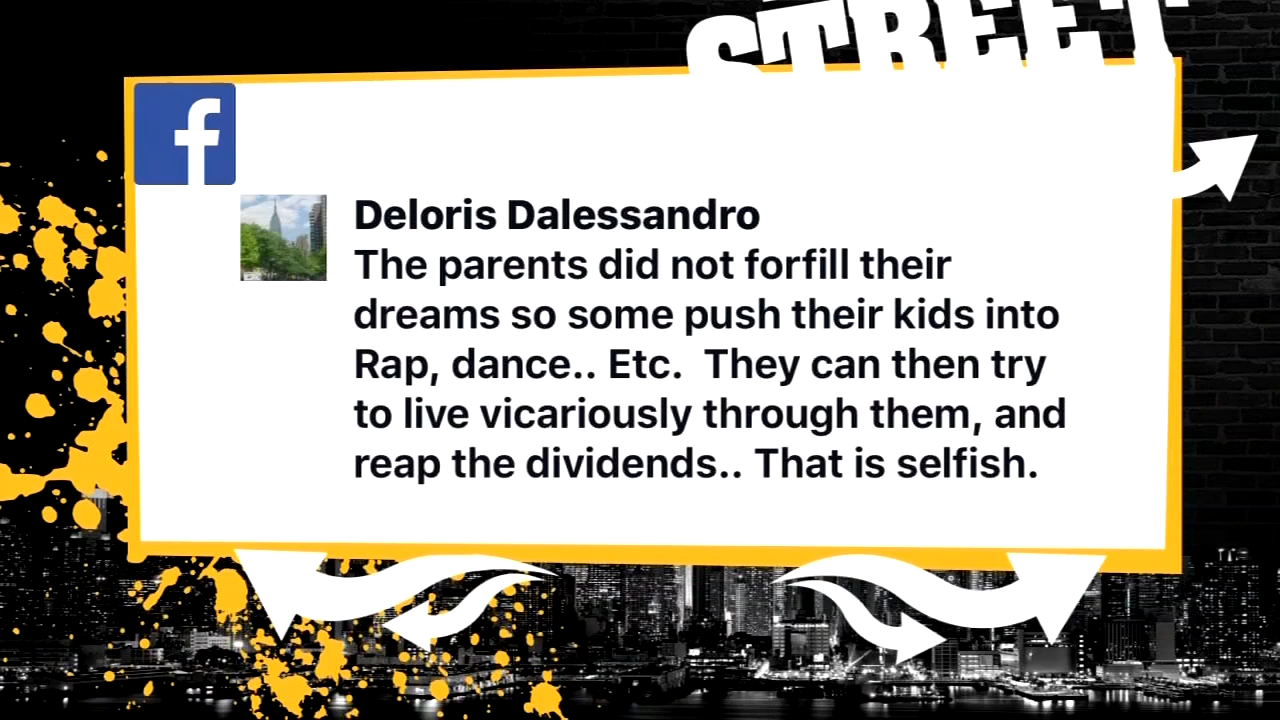 STREET
f
Deloris Dalessandro
The parents did not forfill their
dreams so some push their kids into
Rap, dance.. Etc.  They can then try
to live vicariously through them, and
reap the dividends.. That is selfish.